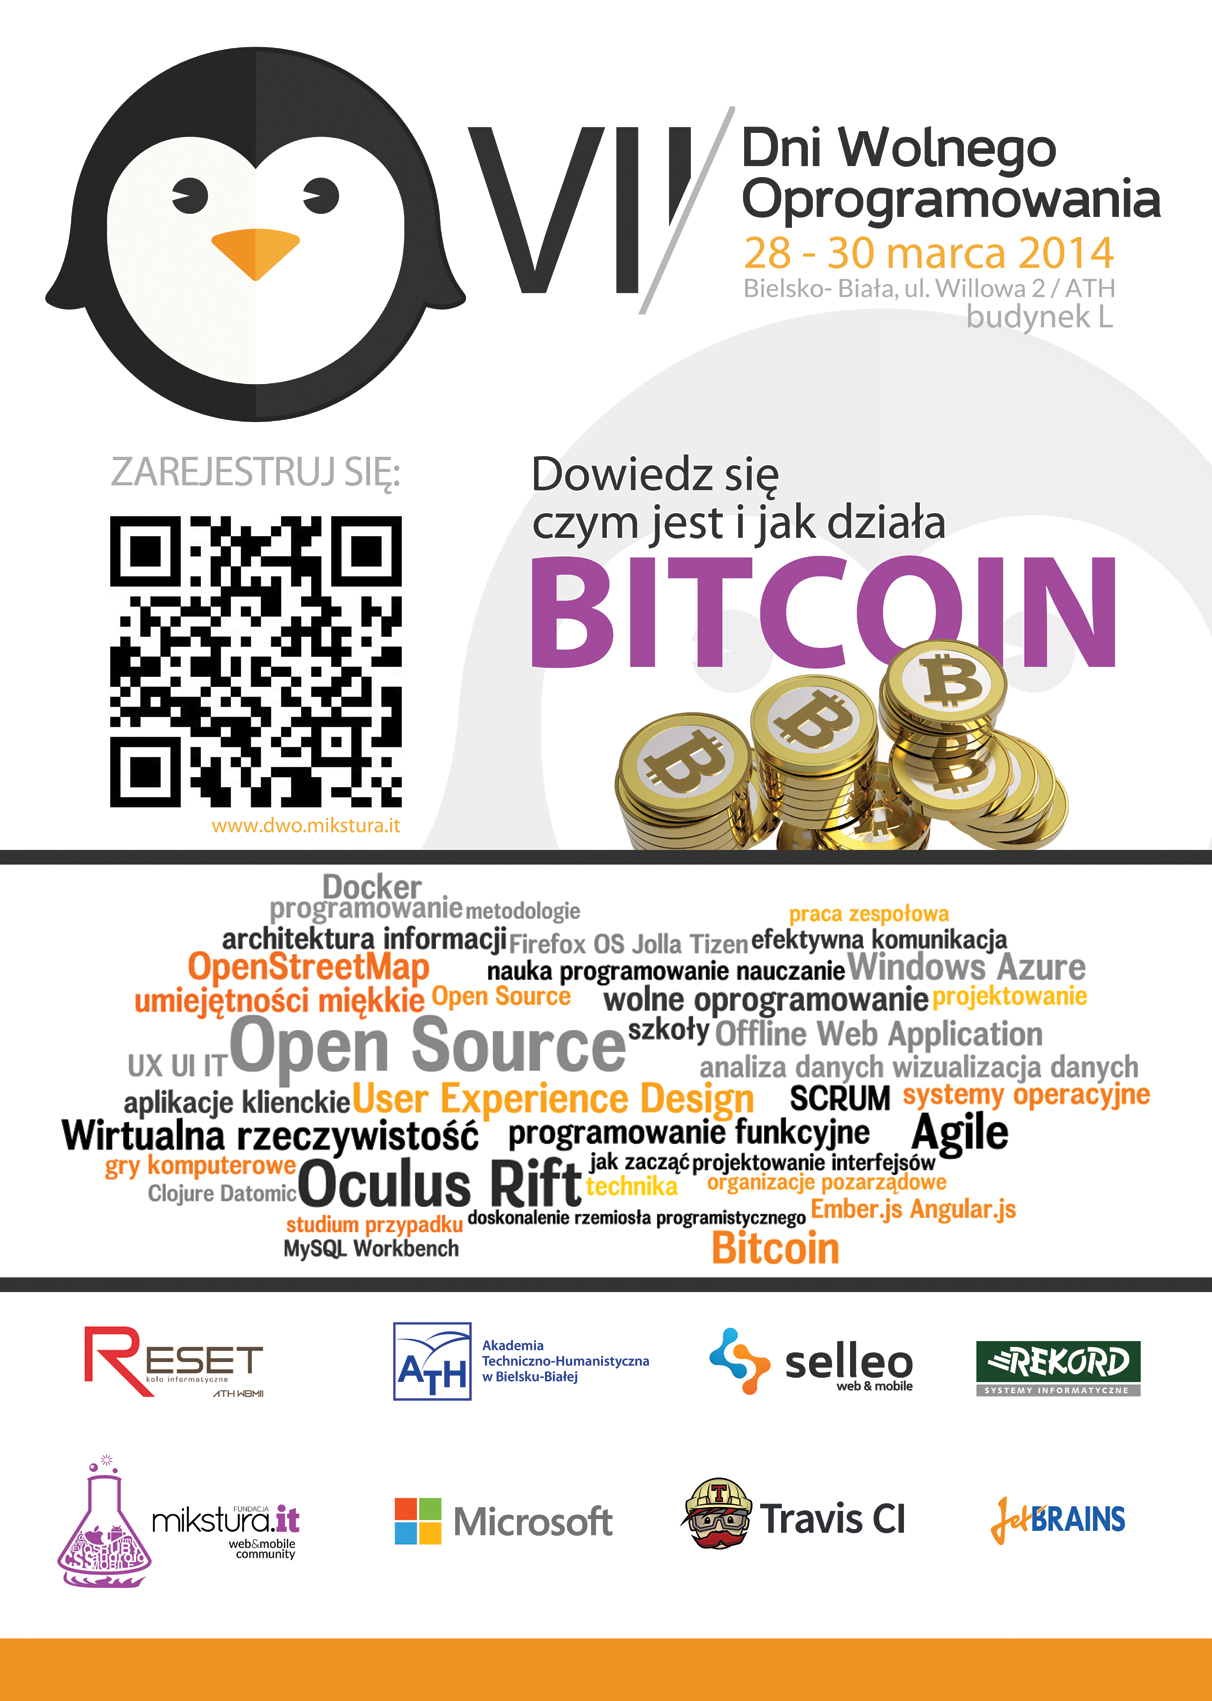 VII
Dni Wolnego
Oprogramowania
28 - 30 marca 2014
Bielsko- Biała, ul. Willowa 2 / ATH
budynek L
ZAREJESTRUJ SIĘ:
www.dwo.mikstura.it
Dowiedz się
czym jest i jak działa
BITCOIN
Docker
programowanie metodologie
praca zespołowa
architektura informacji Firefox OS Jolla Tizen efektywna komunikacja
OpenStreetMap nauka programowanie nauczanie Windows Azure
umiejętności miękkie Open Source wolne oprogramowanie projektowanie
Open Source szkoły Offline Web Application
UX UI IT analiza danych wizualizacja danych
aplikacje klienckie User Experience Design SCRUM systemy operacyjne
Wirtualna rzeczywistość programowanie funkcyjne Agile
gry komputerowe Oculus Rift jak zacząć projektowanie interfejsów
Clojure Datomic technika organizacje pozarządowe
studium przypadku doskonalenie rzemiosła programistycznego Ember.js Angular.js
MySQL Workbench Bitcoin
RESET
koło informatyczne
ATH WBMiI
ATH
Akademia
Techniczno-Humanistyczna
w Bielsku-Białej
selleo
web & mobile
REKORD
SYSTEMY INFORMATYCZNE
FUNDACJA
mikstura.it
web&mobile
community
Microsoft
T
Travis CI
JetBRAINS